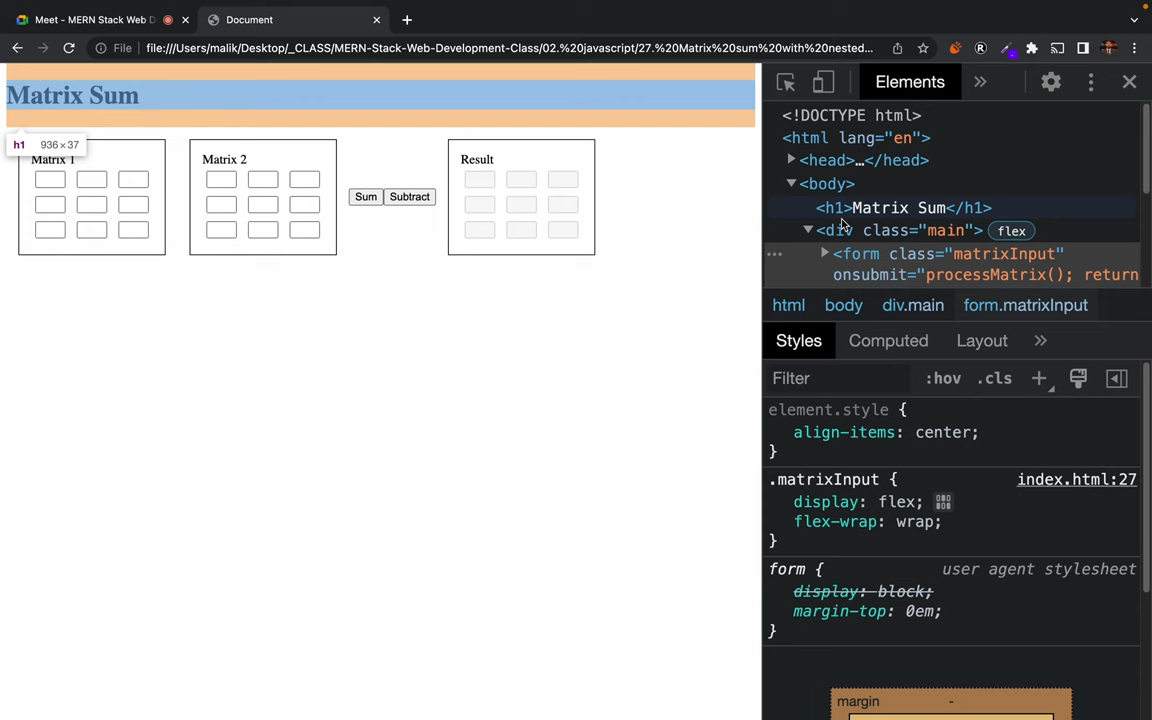 Meet - MERN Stack Web D
Document
File
file:///Users/malik/Desktop/_CLASS/MERN-Stack-Web-Development-Class/02.%20javascript/27.%20Matrix%20sum%20with%20nested...
Matrix Sum
h1 936×37
Matrix 1
Matrix 2
Sum
Subtract
Result
Elements
<!DOCTYPE html>
<html lang="en">
<head>…</head>
<body>
<h1>Matrix Sum</h1>
<div class="main"> flex
<form class="matrixInput"
onsubmit="processMatrix(); return
html body div.main form.matrixInput
Styles Computed Layout
Filter :hov .cls
element.style {
align-items: center;
}
.matrixInput { index.html:27
display: flex;
flex-wrap: wrap;
}
form { user agent stylesheet
display: block;
margin-top: 0em;
}
margin -